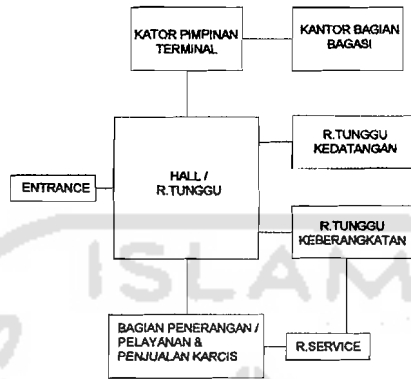 KATOR PIMPINAN
TERMINAL
KANTOR BAGIAN
BAGASI
R.TUNGGU
KEDATANGAN
HALL /
R.TUNGGU
ENTRANCE
R.TUNGGU
KEBERANGKATAN
ISLAM
BAGIAN PENERANGAN /
PELAYANAN &
PENJUALAN KARCIS
R.SERVICE